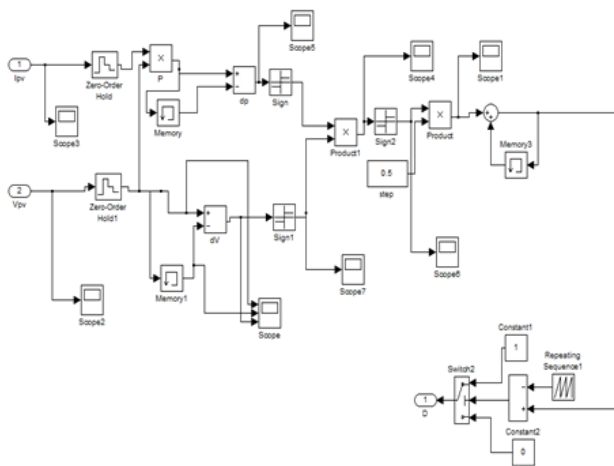 Scope5
1
Ipv
Zero-Order
Hold
X
P
Scope3
Memory
+
−
dp
Sign
Scope4
Scope1
X
Product1
Sign2
X
Product
+
+
Memory3
0.5
step
2
Vpv
Zero-Order
Hold1
+
−
dV
Sign1
Scope7
Scope6
Memory1
Scope
Scope2
Constant1
1
Repeating
Sequence1
Switch2
1
D
−
+
Constant2
0